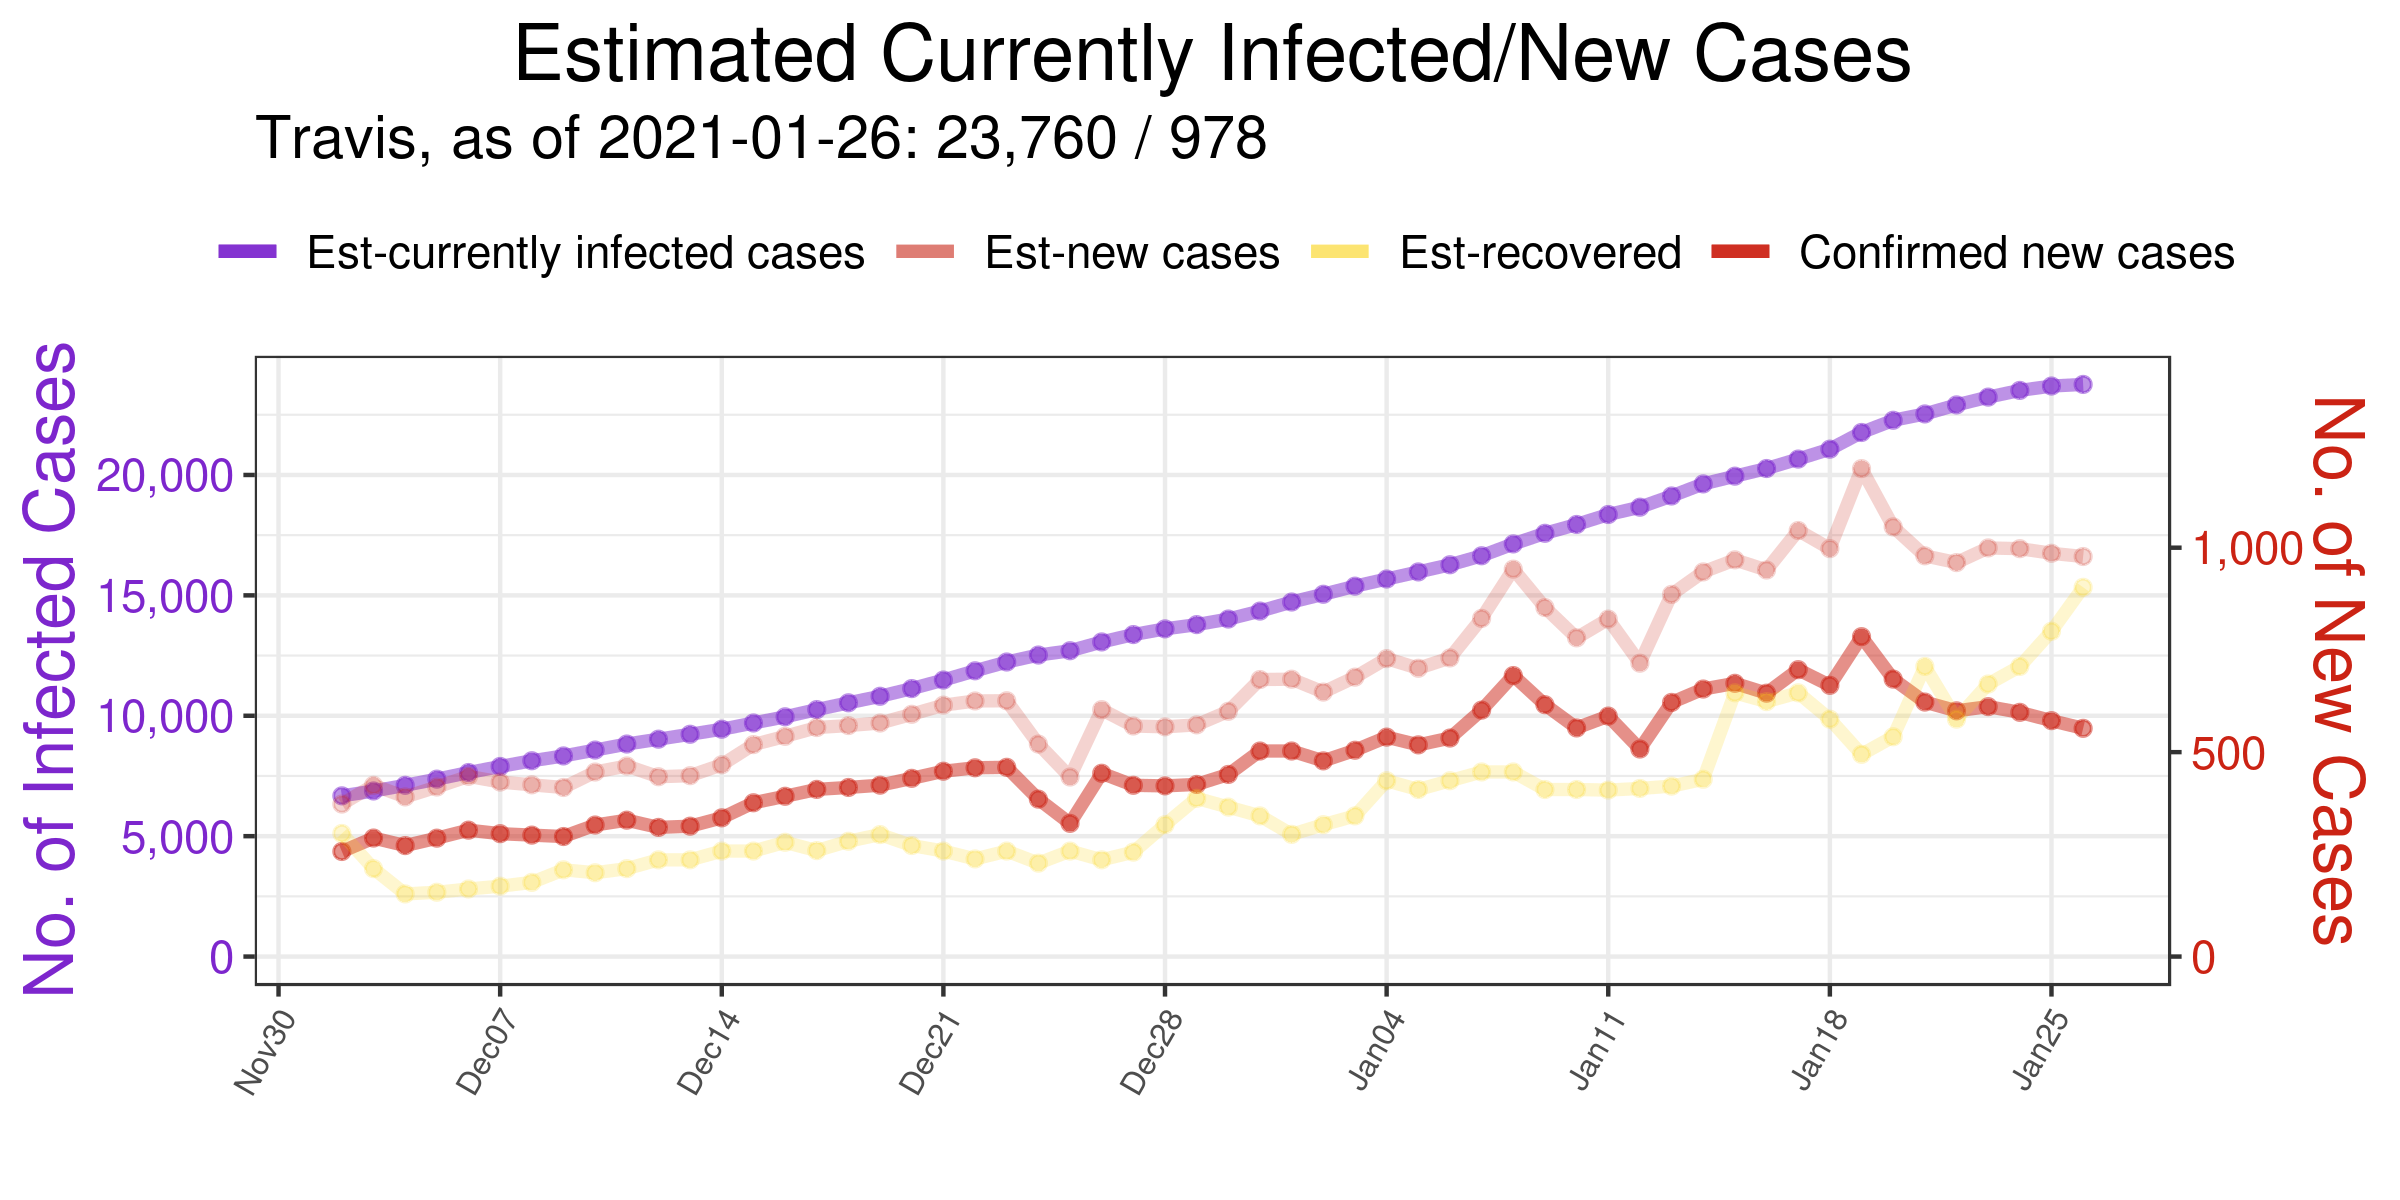 Estimated Currently Infected/New Cases
Travis, as of 2021-01-26: 23,760 / 978
Est-currently infected cases Est-new cases Est-recovered Confirmed new cases
No. of Infected Cases
20,000
15,000
10,000
5,000
0
1,000
500
0
No. of New Cases
Nov30 Dec07 Dec14 Dec21 Dec28 Jan04 Jan11 Jan18 Jan25